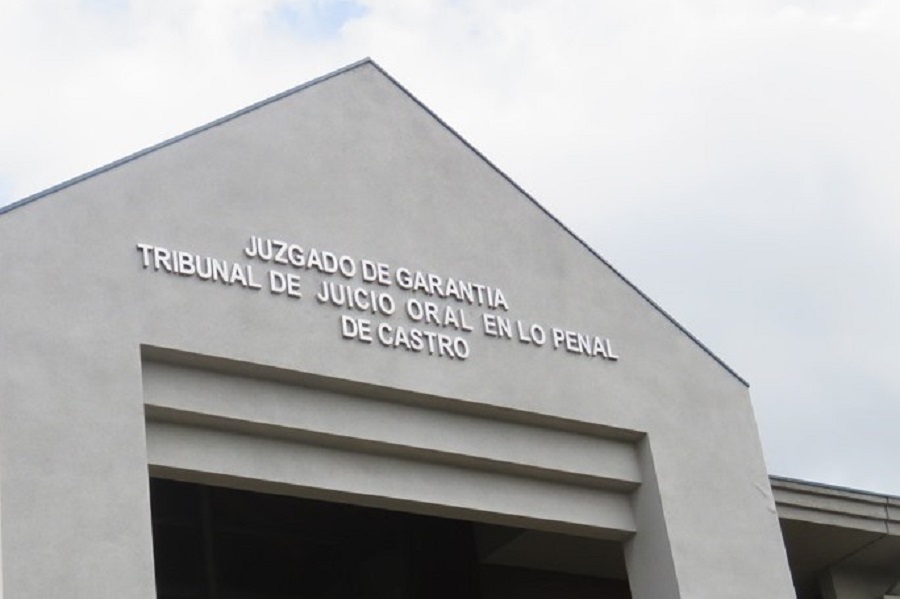 JUZGADO DE GARANTIA
TRIBUNAL DE JUICIO ORAL EN LO PENAL
DE CASTRO